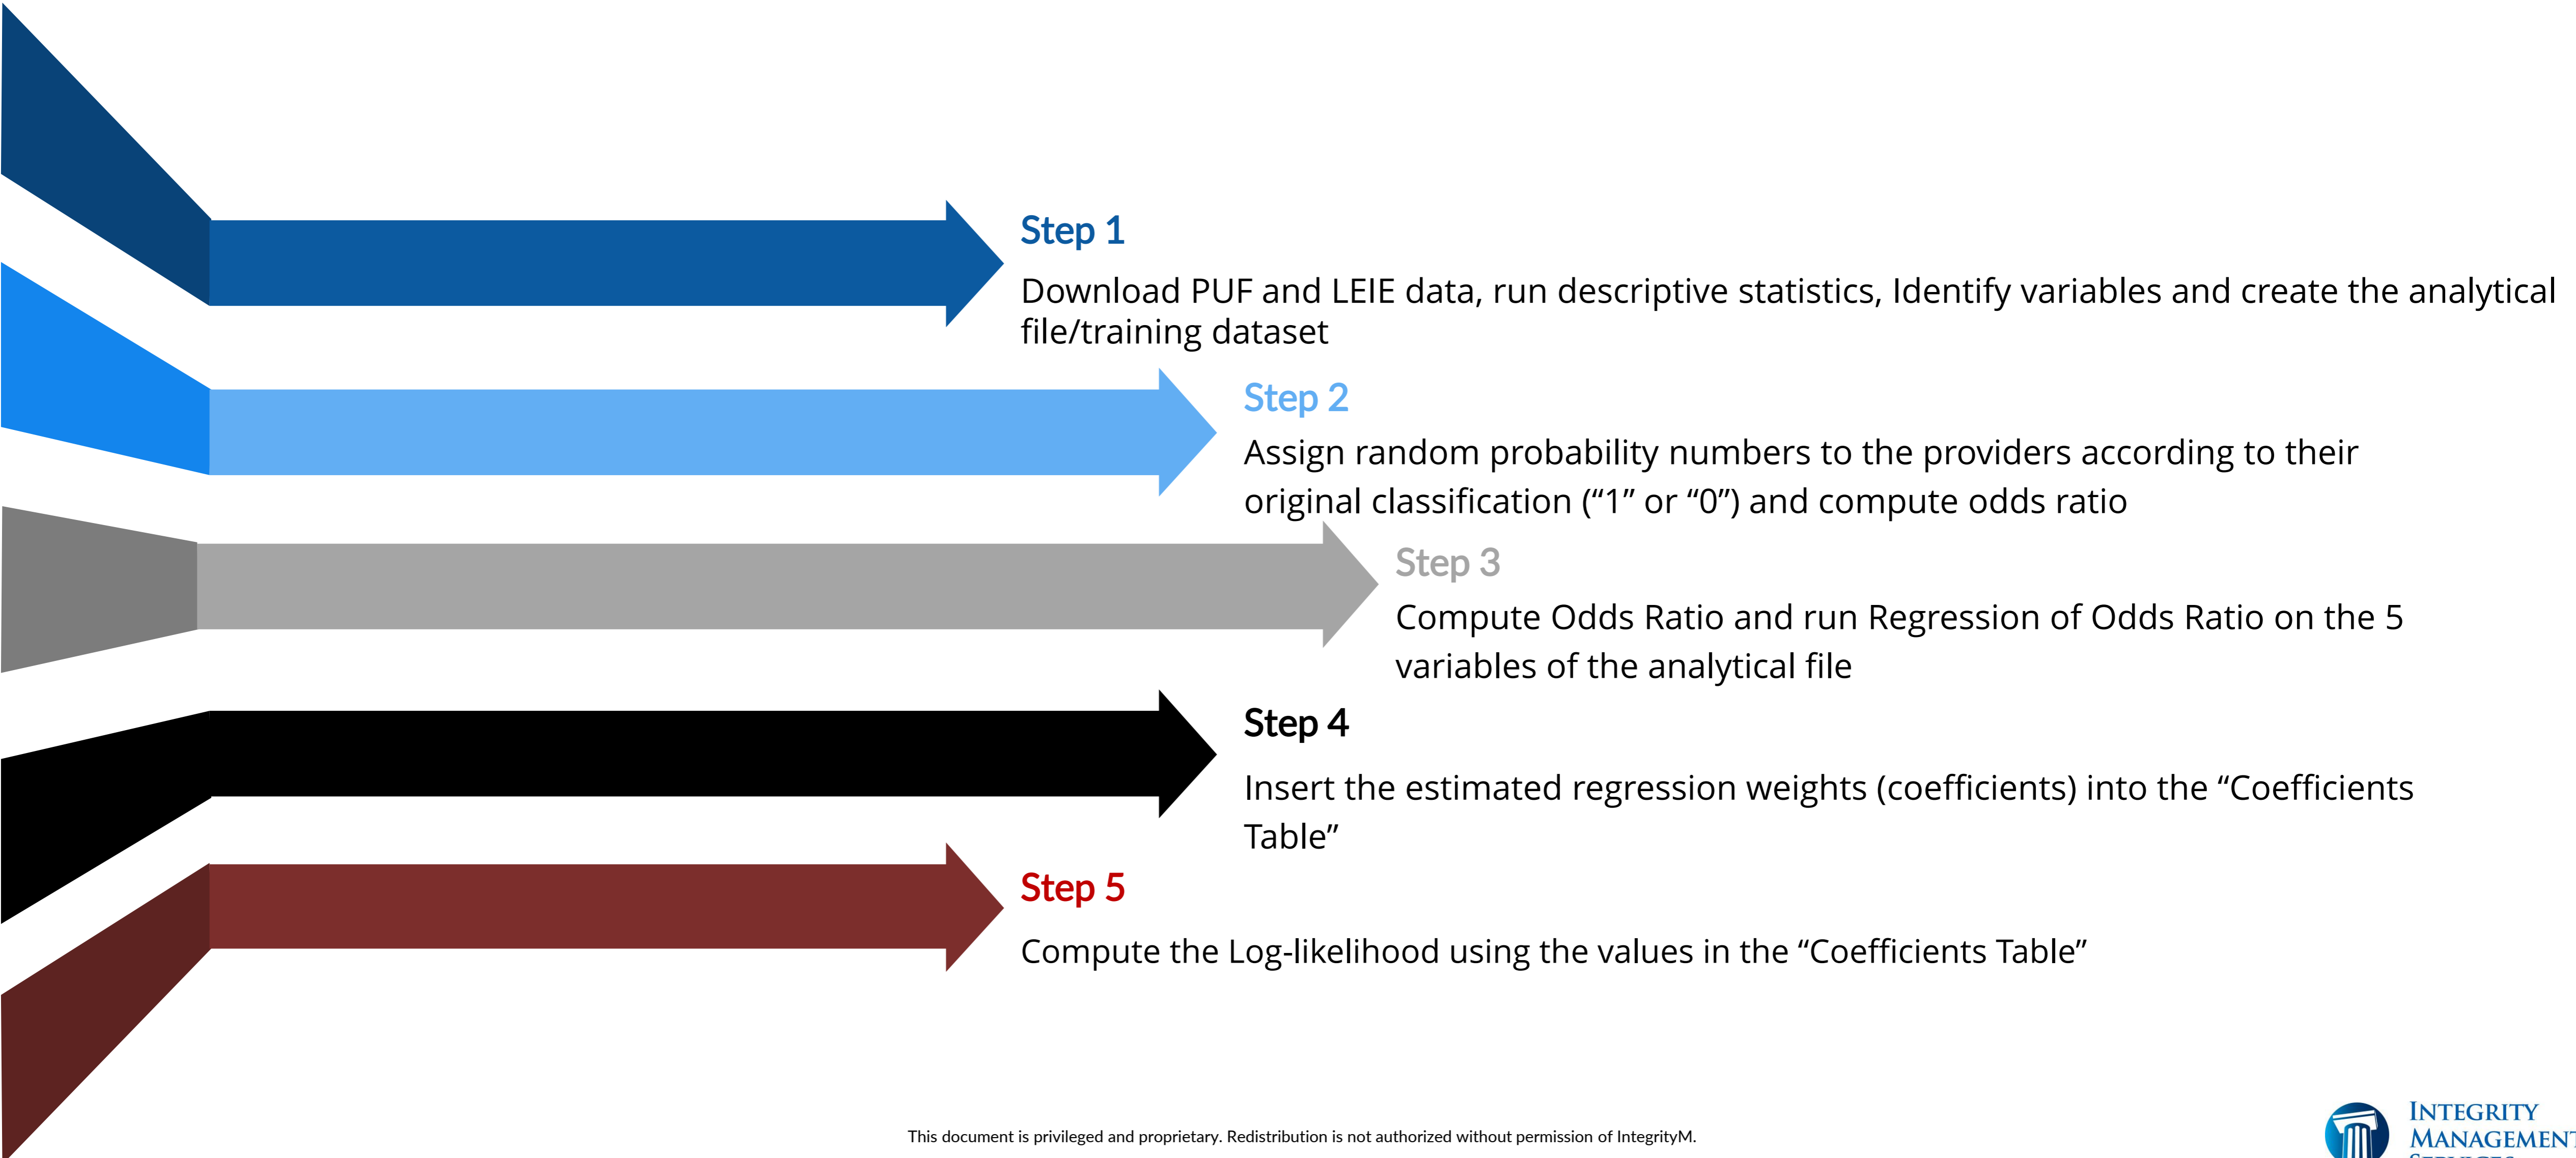 Step 1
Download PUF and LEIE data, run descriptive statistics, Identify variables and create the analytical
file/training dataset
Step 2
Assign random probability numbers to the providers according to their
original classification (“1” or “0”) and compute odds ratio
Step 3
Compute Odds Ratio and run Regression of Odds Ratio on the 5
variables of the analytical file
Step 4
Insert the estimated regression weights (coefficients) into the “Coefficients
Table”
Step 5
Compute the Log-likelihood using the values in the “Coefficients Table”
This document is privileged and proprietary. Redistribution is not authorized without permission of IntegrityM.
INTEGRITY
MANAGEMENT